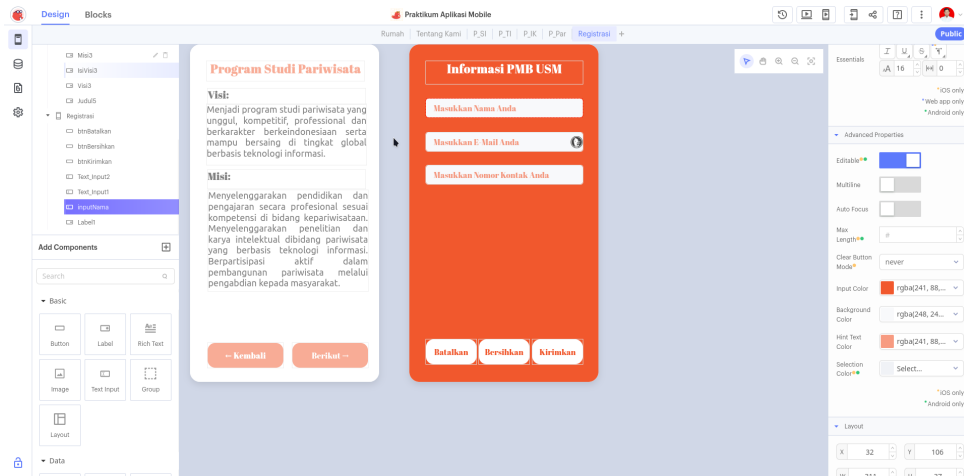 Design
Blocks
Praktikum Aplikasi Mobile
Rumah
Tentang Kami
P_SI
P_TI
P_IK
P_Par
Registrasi
+
Public
Misi3
IsiVisi3
Visi3
Judul5
Registrasi
btnBatalkan
btnBersihkan
btnKirimkan
Text_Input2
Text_Input1
inputNama
Label1
Add Components
Search
Basic
Button
Label
Rich Text
Image
Text Input
Group
Layout
Data
Program Studi Pariwisata
Visi:
Menjadi program studi pariwisata yang
unggul, kompetitif, professional dan
berkarakter berkeindonesiaan serta
mampu bersaing di tingkat global
berbasis teknologi informasi.
Misi:
Menyelenggarakan pendidikan dan
pengajaran secara profesional sesuai
kompetensi di bidang kepariwisataan.
Menyelenggarakan penelitian dan
karya intelektual dibidang pariwisata
yang berbasis teknologi informasi.
Berpartisipasi aktif dalam
pembangunan pariwisata melalui
pengabdian kepada masyarakat.
← Kembali
Berikut →
Informasi PMB USM
Masukkan Nama Anda
Masukkan E-Mail Anda
Masukkan Nomor Kontak Anda
Batalkan
Bersihkan
Kirimkan
Essentials
16
0
*iOS only
*Web app only
*Android only
Advanced Properties
Editable
Multiline
Auto Focus
Max
Length
#
Clear Button
Mode
never
Input Color
rgba(241, 88,...
Background
Color
rgba(248, 24...
Hint Text
Color
rgba(241, 88,...
Selection
Color
Select...
*iOS only
*Android only
Layout
X
32
Y
106